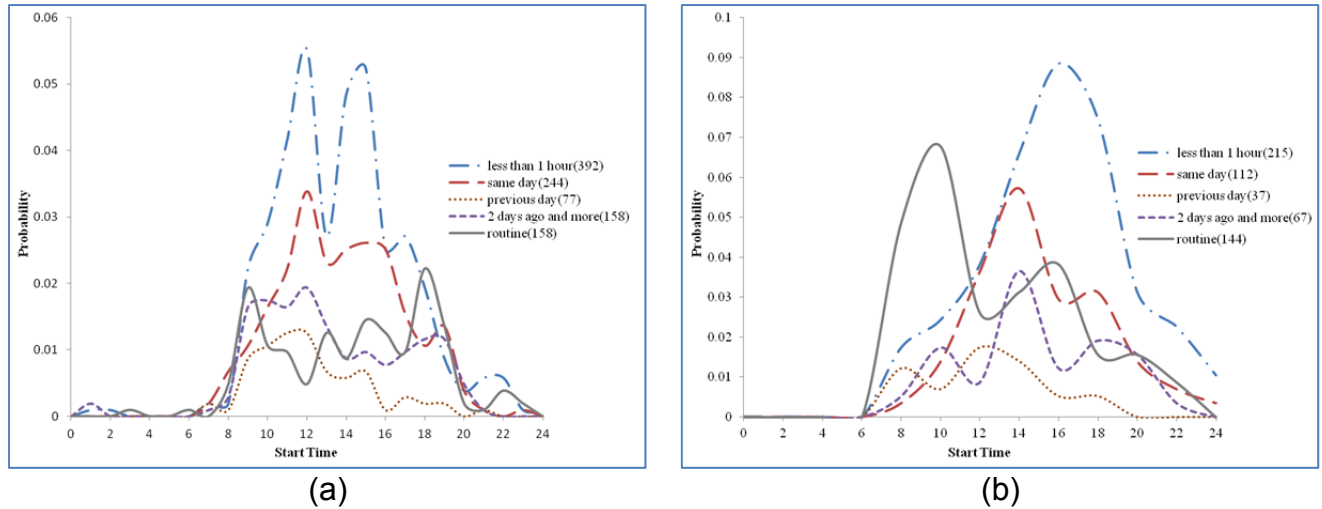 0.06
0.05
0.04
0.03
0.02
0.01
0
Probability
0 2 4 6 8 10 12 14 16 18 20 22 24
Start Time
less than 1 hour(392)
same day(244)
previous day(77)
2 days ago and more(158)
routine(158)
(a)
0.1
0.09
0.08
0.07
0.06
0.05
0.04
0.03
0.02
0.01
0
Probability
0 2 4 6 8 10 12 14 16 18 20 22 24
Start Time
less than 1 hour(215)
same day(112)
previous day(37)
2 days ago and more(67)
routine(144)
(b)